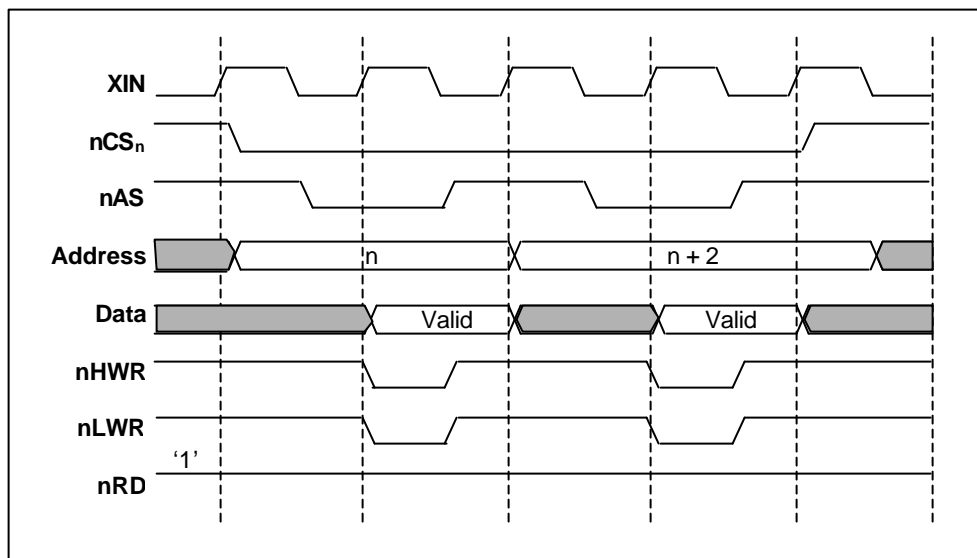 XIN
nCSn
nAS
Address n n + 2
Data Valid Valid
nHWR
nLWR
‘1’
nRD